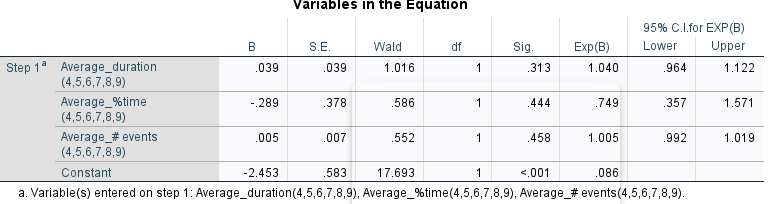 Variables in the Equation
95% C.I.for EXP(B)
B S.E. Wald df Sig. Exp(B) Lower Upper
Step 1a Average_duration .039 .039 1.016 1 .313 1.040 .964 1.122
(4,5,6,7,8,9)
Average_%time -.289 .378 .586 1 .444 .749 .357 1.571
(4,5,6,7,8,9)
Average_# events .005 .007 .552 1 .458 1.005 .992 1.019
(4,5,6,7,8,9)
Constant -2.453 .583 17.693 1 <.001 .086
a. Variable(s) entered on step 1: Average_duration(4,5,6,7,8,9), Average_%time(4,5,6,7,8,9), Average_# events(4,5,6,7,8,9).